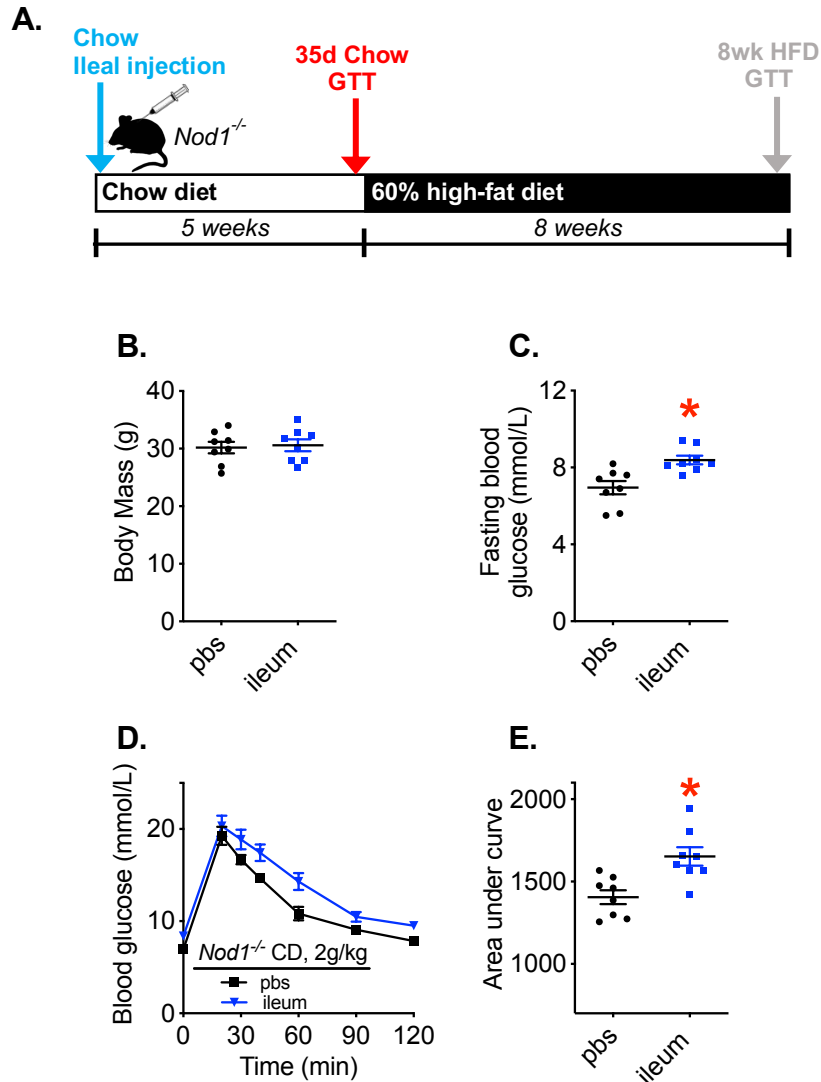 A.
Chow
Ileal injection
35d Chow
GTT
8wk HFD
GTT
Nod1-/-
Chow diet
60% high-fat diet
5 weeks
8 weeks
B.
40
30
20
10
0
Body Mass (g)
pbs
ileum
C.
*
12
8
4
0
Fasting blood
glucose (mmol/L)
pbs
ileum
D.
20
10
0
Blood glucose (mmol/L)
Nod1-/- CD, 2g/kg
pbs
ileum
0 30 60 90 120
Time (min)
E.
*
2000
1500
1000
Area under curve
pbs
ileum